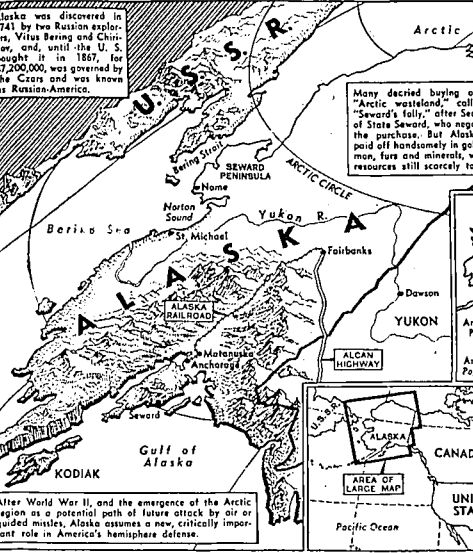 laska was discovered in
741 by two Russian explor-
rs, Vitus Bering and Chiri-
ov, and, until the U. S.
ought it in 1867, for
7,200,000, was governed by
he Czars and was known
s Russian-America.
Arctic
U. S. S. R.
Many decried buying o
"Arctic wasteland," call
"Seward's folly," after Se
of State Seward, who neg
the purchase. But Alask
paid off handsomely in gol
mon, furs and minerals, w
resources still scarcely to
Bering Strait
SEWARD
PENINSULA
ARCTIC CIRCLE
Nome
Norton
Sound
Yukon R.
Bering Sea
St. Michael
ALASKA
Fairbanks
Dawson
YUKON
ALASKA
RAILROAD
Matanuska
Anchorage
ALCAN
HIGHWAY
Seward
Gulf of
Alaska
KODIAK
U.S.S.R.
ALASKA
CANAD
AREA OF
LARGE MAP
UNI
STA
Pacific Ocean
After World War II, and the emergence of the Arctic
egion as a potential path of future attack by air or
uided missles, Alaska assumes a new, critically impor-
ant role in America's hemisphere defense.